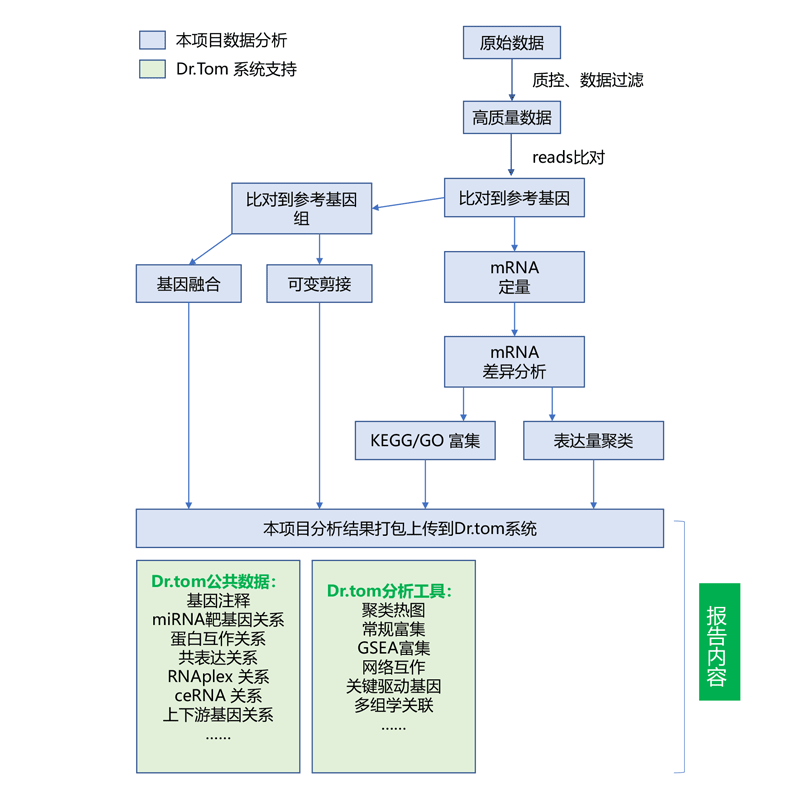 本项目数据分析
Dr.Tom 系统支持
原始数据
质控、数据过滤
高质量数据
reads比对
比对到参考基因
比对到参考基因
组
基因融合
可变剪接
mRNA
定量
mRNA
差异分析
KEGG/GO 富集
表达量聚类
本项目分析结果打包上传到Dr.tom系统
Dr.tom公共数据:
基因注释
miRNA靶基因关系
蛋白互作关系
共表达关系
RNAplex 关系
ceRNA 关系
上下游基因关系
......
Dr.tom分析工具:
聚类热图
常规富集
GSEA富集
网络互作
关键驱动基因
多组学关联
......
报告内容